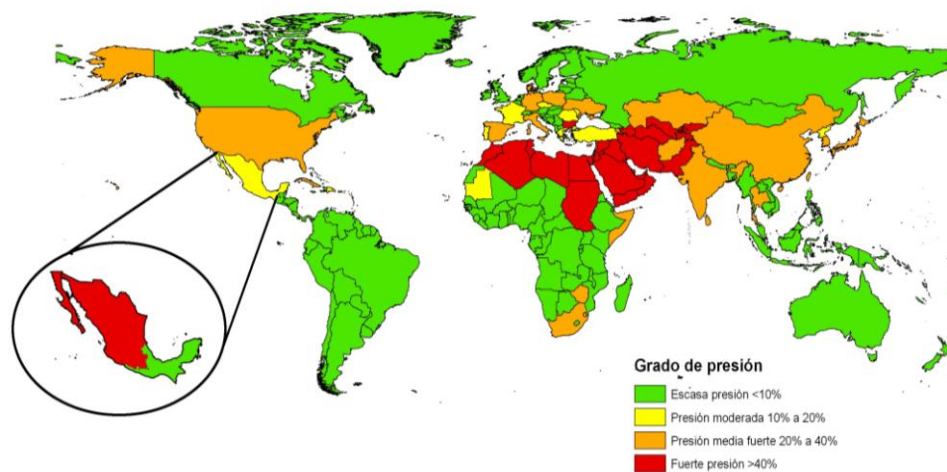 Grado de presión
Escasa presión <10%
Presión moderada 10% a 20%
Presión media fuerte 20% a 40%
Fuerte presión >40%